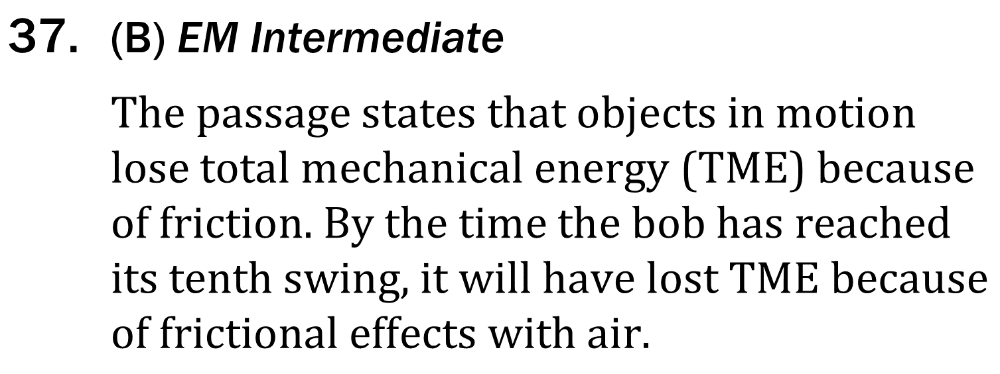 37. (B) EM Intermediate
The passage states that objects in motion
lose total mechanical energy (TME) because
of friction. By the time the bob has reached
its tenth swing, it will have lost TME because
of frictional effects with air.